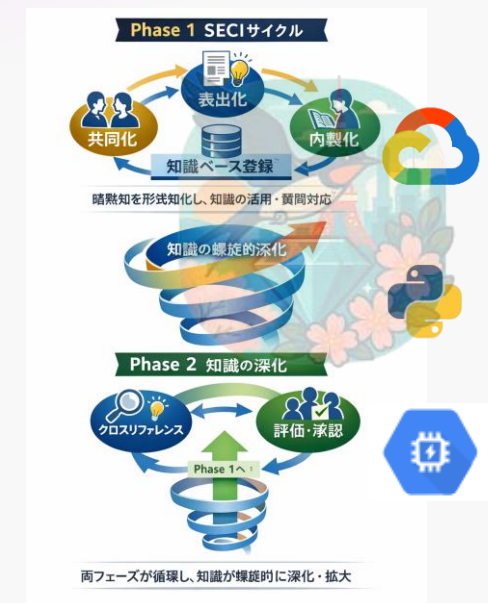 Phase 1 SECIサイクル
表出化
共同化
内製化
知識ベース登録
暗黙知を形式知化し、知識の活用・質問対応
知識の螺旋的深化
Phase 2 知識の深化
クロスリファレンス
評価・承認
Phase 1へ
両フェーズが循環し、知識が螺旋的に深化・拡大